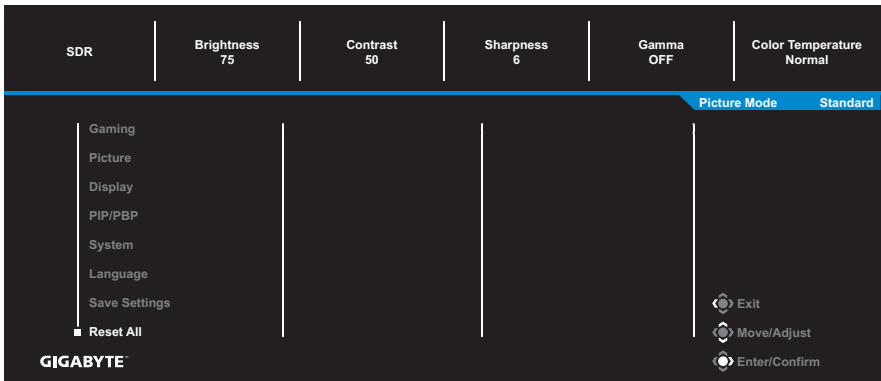 SDR
Brightness
75
Contrast
50
Sharpness
6
Gamma
OFF
Color Temperature
Normal
Picture Mode Standard
Gaming
Picture
Display
PIP/PBP
System
Language
Save Settings
Reset All
Exit
Move/Adjust
Enter/Confirm
GIGABYTE™